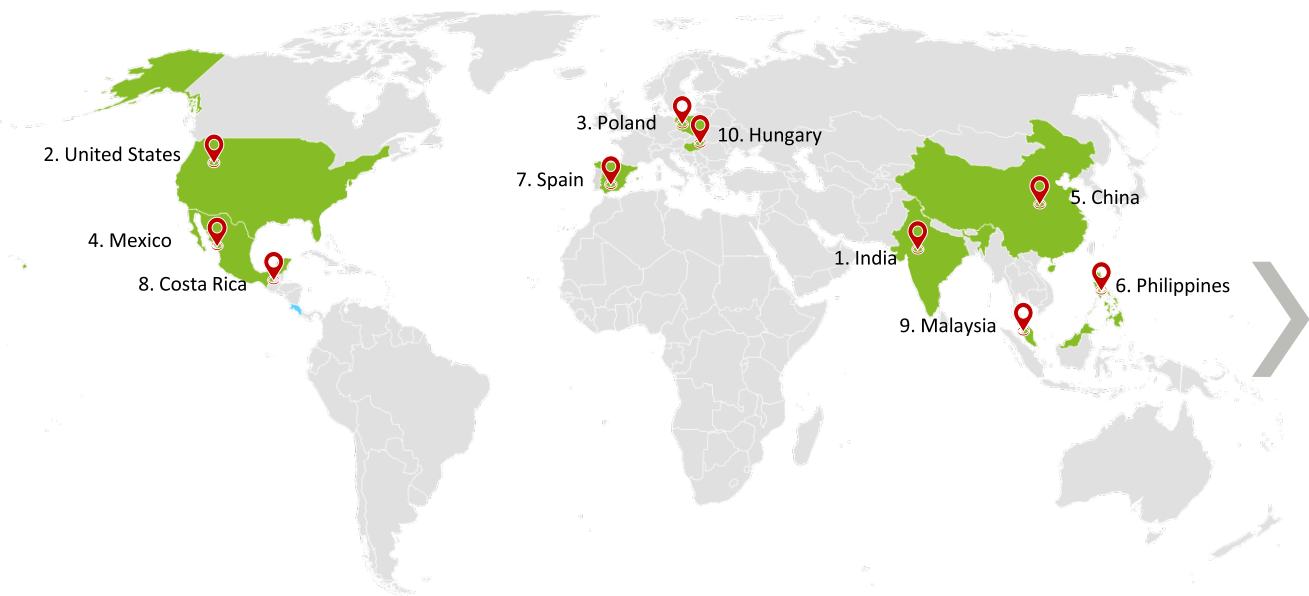 3. Poland
10. Hungary
2. United States
7. Spain
5. China
4. Mexico
1. India
8. Costa Rica
6. Philippines
9. Malaysia